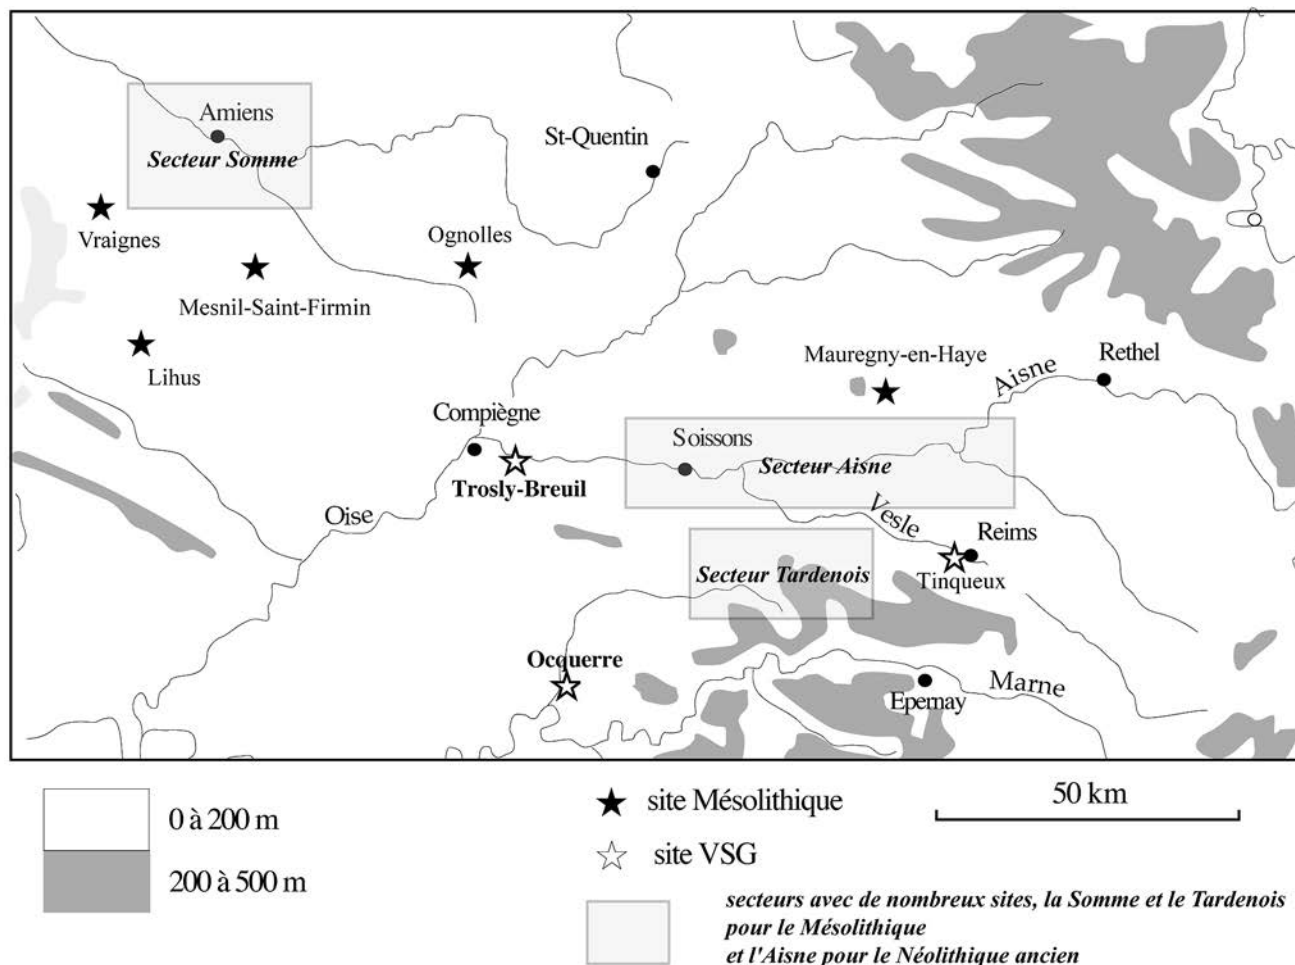 Amiens
Secteur Somme
St-Quentin
Vraignes
Ognolles
Mesnil-Saint-Firmin
Lihus
Mauregny-en-Haye
Rethel
Aisne
Compiègne
Soissons
Secteur Aisne
Trosly-Breuil
Oise
Vesle
Reims
Secteur Tardenois
Tinqueux
Ocquerre
Epernay
Marne
0 à 200 m
200 à 500 m
site Mésolithique
site VSG
50 km
secteurs avec de nombreux sites, la Somme et le Tardenois
pour le Mésolithique
et l'Aisne pour le Néolithique ancien